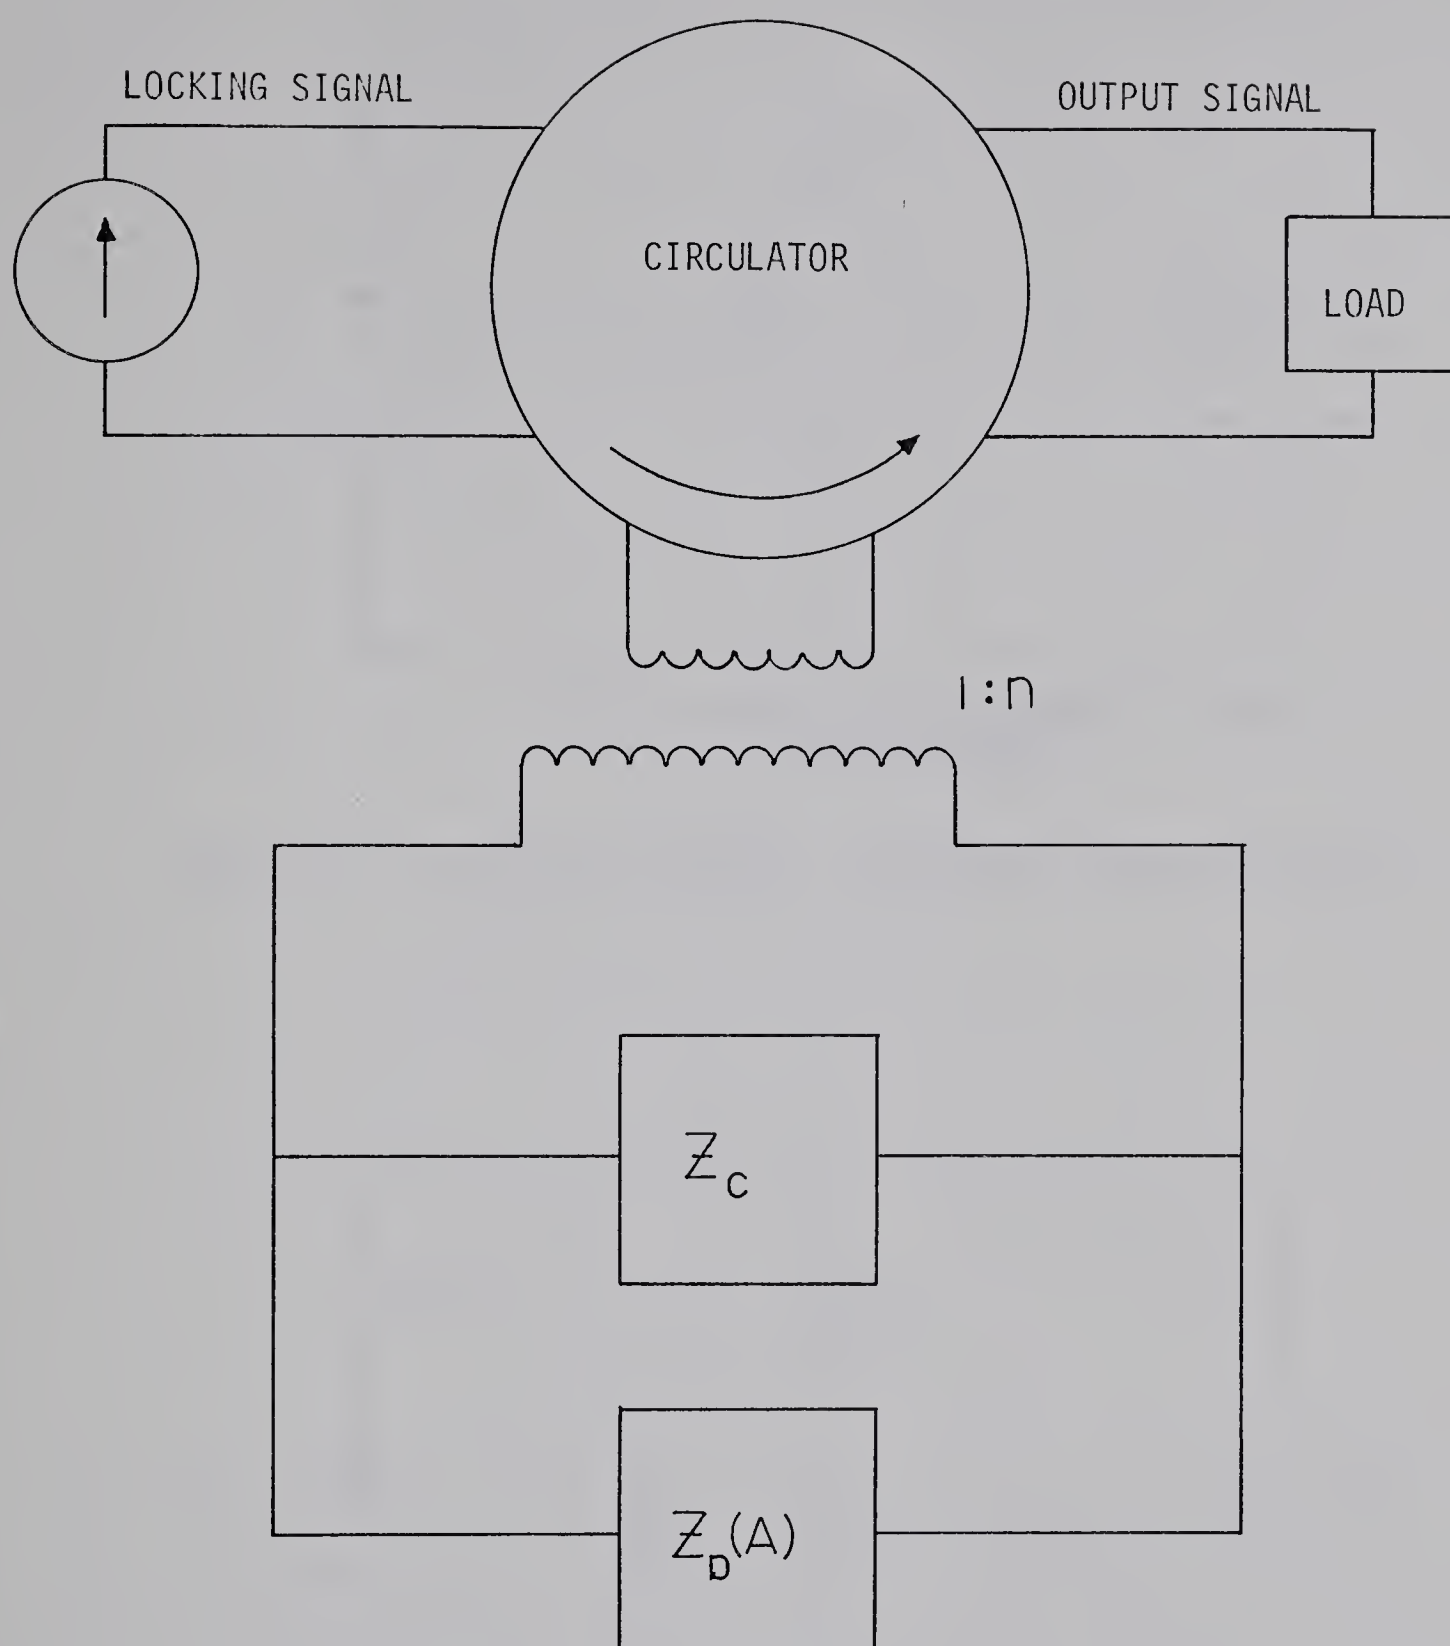 LOCKING SIGNAL
OUTPUT SIGNAL
CIRCULATOR
LOAD
1:n
Z_C
Z_D(A)